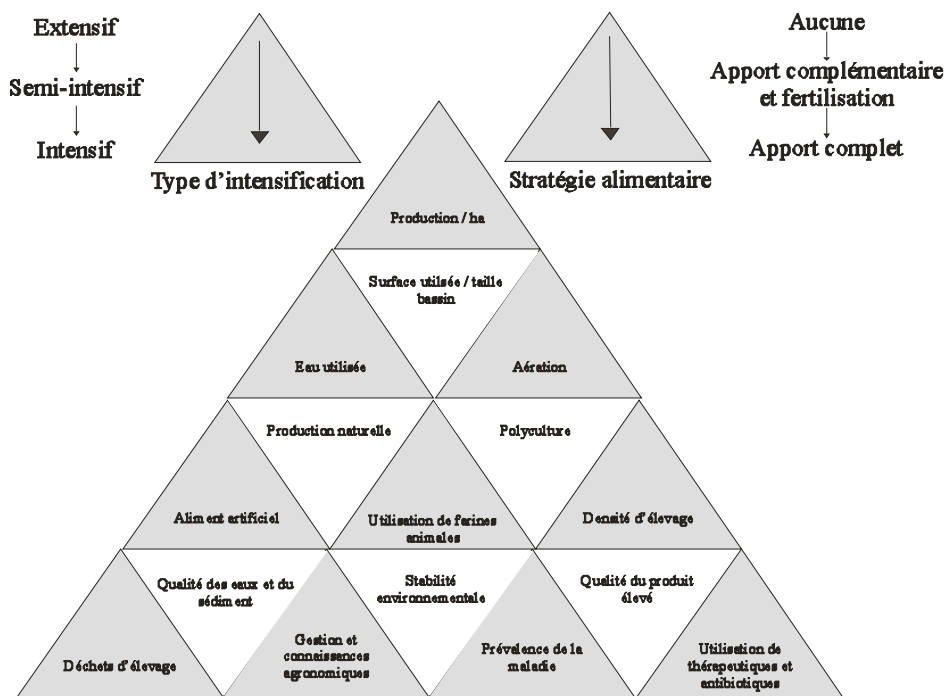 Extensif
Semi-intensif
Intensif
Type d'intensification
Aucune
Apport complémentaire
et fertilisation
Apport complet
Stratégie alimentaire
Production / ha
Surface utilsée / taille
bassin
Eau utilisée
Aération
Production naturelle
Polyculture
Aliment artificiel
Utilisation de farines
animales
Densité d'élevage
Qualité des eaux et du
sédiment
Stabilité
environnementale
Qualité du produit
élevé
Déchets d'élevage
Gestion et
connaissances
agronomiques
Prévalence de la
maladie
Utilisation de
thérapeutiques et
antibiotiques